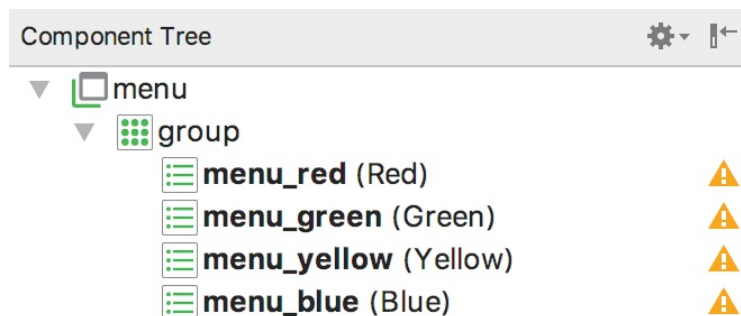 Component Tree
menu
group
menu_red (Red)
menu_green (Green)
menu_yellow (Yellow)
menu_blue (Blue)